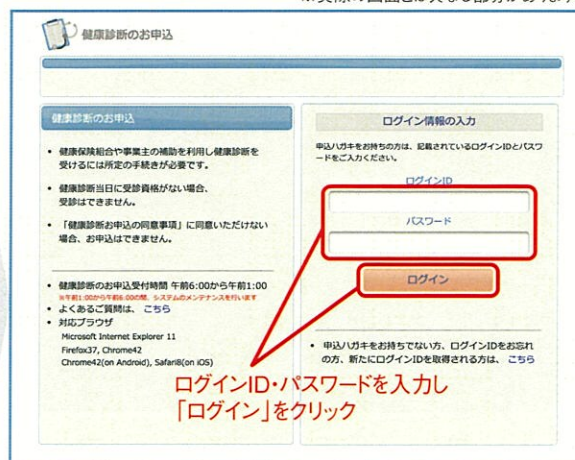 健康診断のお申込
健康診断のお申込
• 健康保険組合や事業主の補助を利用し健康診断を
受けるには所定の手続きが必要です。
• 健康診断当日に受診資格がない場合、
受診はできません。
• 「健康診断お申込の同意事項」に同意いただけない
場合、お申込はできません。
• 健康診断のお申込受付時間 午前6:00から午前1:00
※午前1:00から午前6:00の間、システムのメンテナンスを行います
• よくあるご質問は、こちら
• 対応ブラウザ
Microsoft Internet Explorer 11
Firefox37, Chrome42
Chrome42(on Android), Safari8(on iOS)
ログイン情報の入力
申込ハガキをお持ちの方は、記載されているログインIDとパスワ
ードをご入力ください。
ログインID
パスワード
ログイン
• 申込ハガキをお持ちでない方、ログインIDをお忘れ
の方、新たにログインIDを取得される方は、こちら
ログインID・パスワードを入力し
「ログイン」をクリック